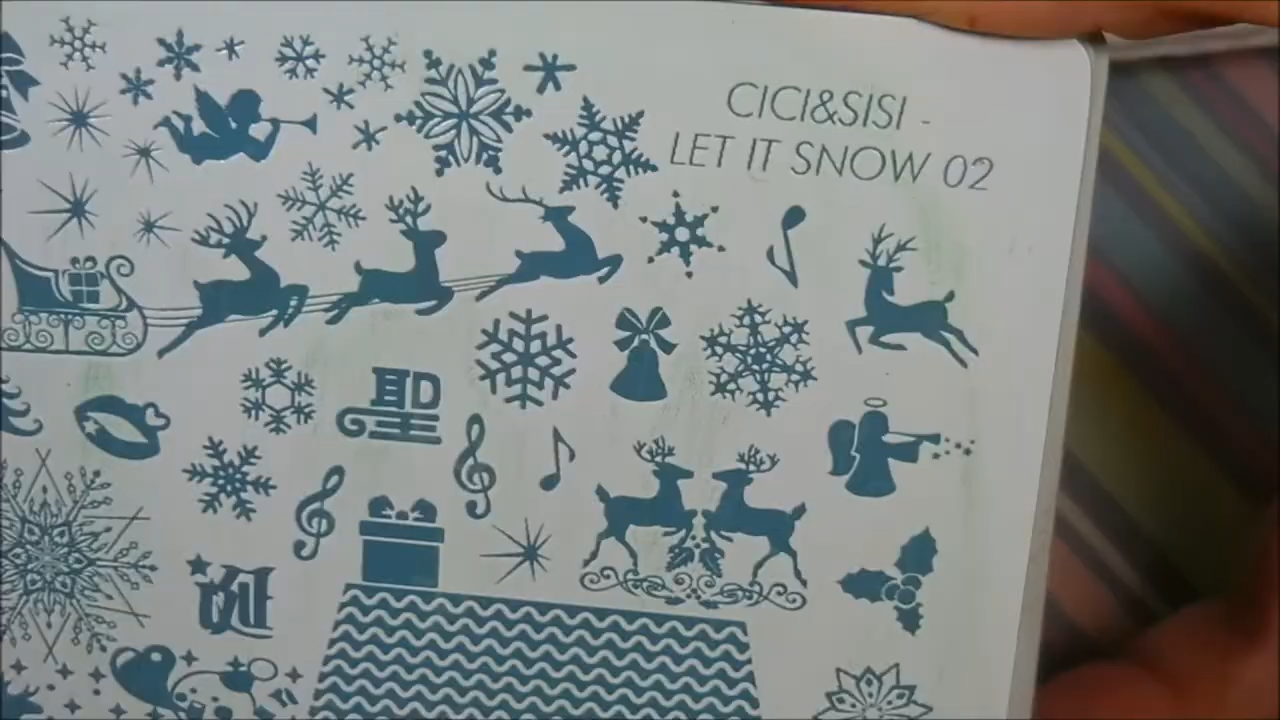 CICI&SISI -
LET IT SNOW 02
聖